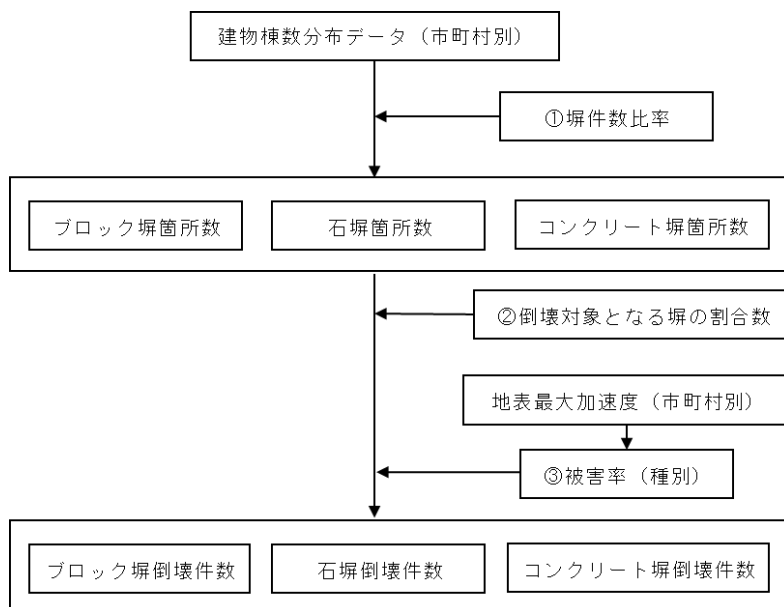 建物棟数分布データ（市町村別）
①塀件数比率
ブロック塀箇所数
石塀箇所数
コンクリート塀箇所数
②倒壊対象となる塀の割合数
地表最大加速度（市町村別）
③被害率（種別）
ブロック塀倒壊件数
石塀倒壊件数
コンクリート塀倒壊件数